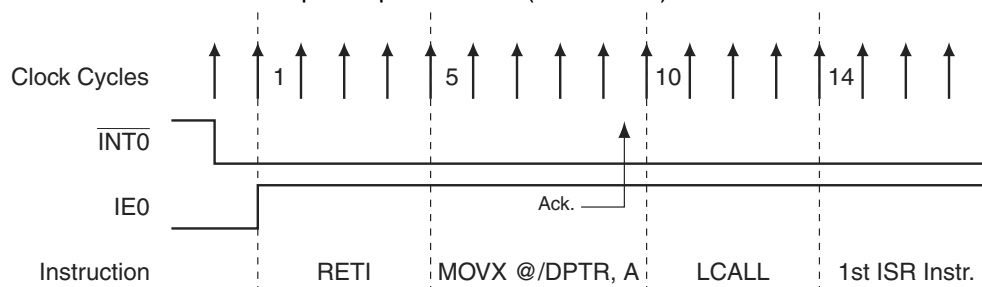 Clock Cycles 1 5 10 14
INT0
IE0
Ack.
Instruction RETI MOVX @/DPTR, A LCALL 1st ISR Instr.